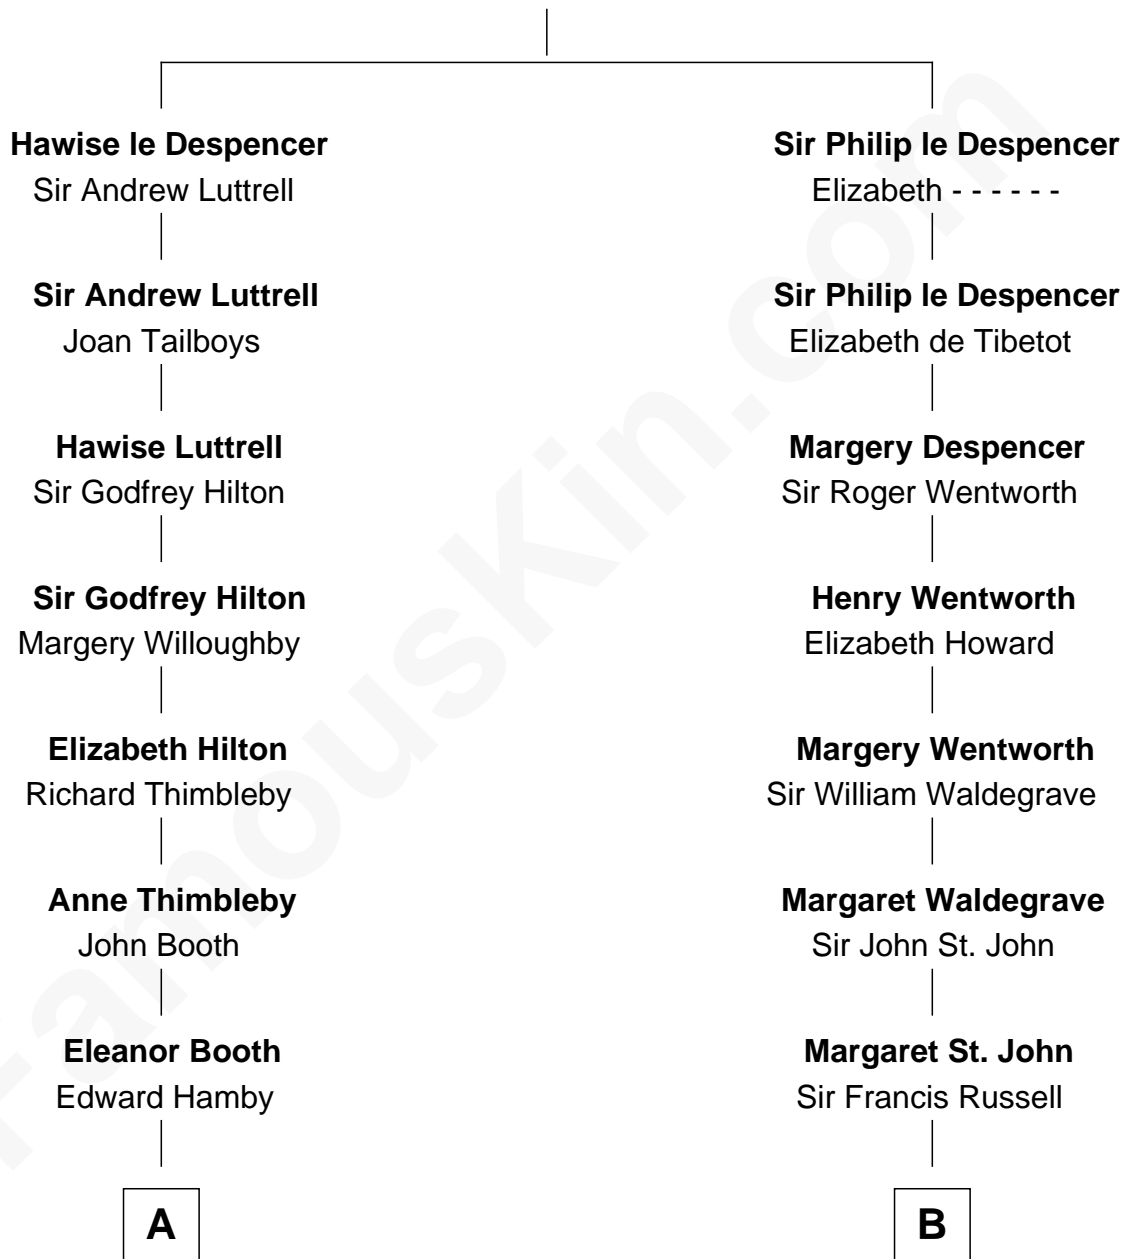 Hawise le Despencer
Sir Andrew Luttrell
Sir Andrew Luttrell
Joan Tailboys
Hawise Luttrell
Sir Godfrey Hilton
Sir Godfrey Hilton
Margery Willoughby
Elizabeth Hilton
Richard Thimbleby
Anne Thimbleby
John Booth
Eleanor Booth
Edward Hamby
A
Sir Philip le Despencer
Elizabeth - - - - - -
Sir Philip le Despencer
Elizabeth de Tibetot
Margery Despencer
Sir Roger Wentworth
Henry Wentworth
Elizabeth Howard
Margery Wentworth
Sir William Waldegrave
Margaret Waldegrave
Sir John St. John
Margaret St. John
Sir Francis Russell
B
FamousKin.com